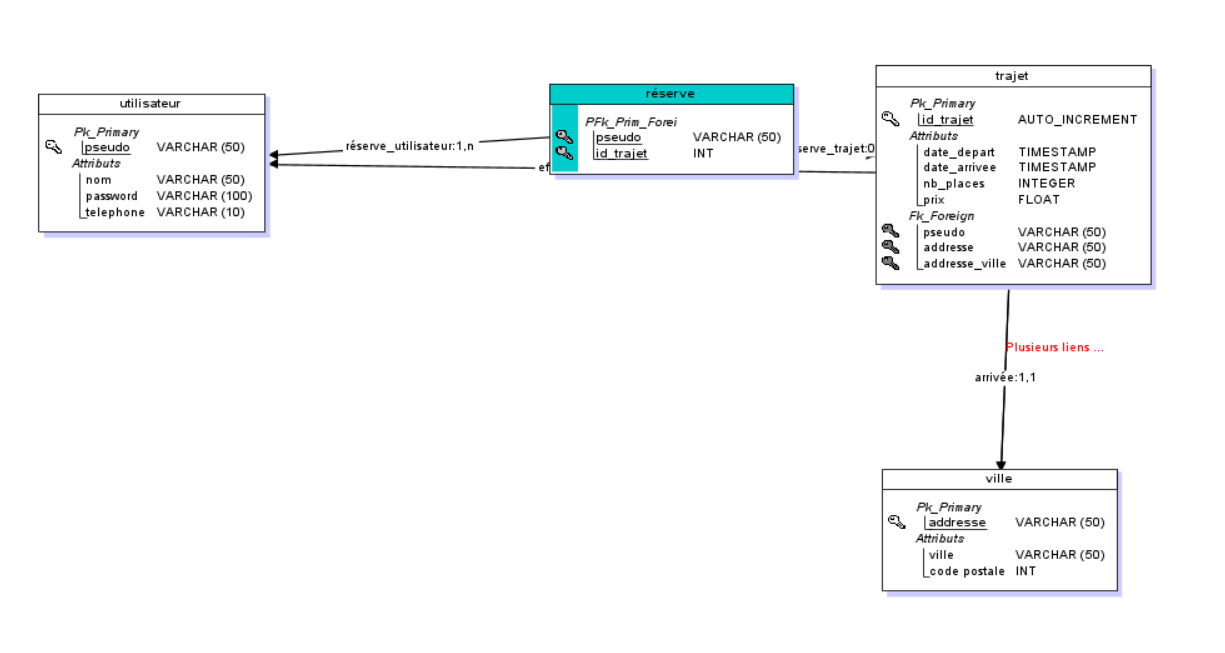 utilisateur
Pk_Primary
pseudo VARCHAR (50)
Attributs
nom VARCHAR (50)
password VARCHAR (100)
telephone VARCHAR (10)
réserve_utilisateur:1,n
ef
réserve
PFk_Prim_Forei
pseudo VARCHAR (50)
id_trajet INT
serve_trajet:0
trajet
Pk_Primary
id_trajet AUTO_INCREMENT
Attributs
date_depart TIMESTAMP
date_arrivee TIMESTAMP
nb_places INTEGER
prix FLOAT
Fk_Foreign
pseudo VARCHAR (50)
addresse VARCHAR (50)
addresse_ville VARCHAR (50)
Plusieurs liens ...
arrivée:1,1
ville
Pk_Primary
addresse VARCHAR (50)
Attributs
ville VARCHAR (50)
code postale INT